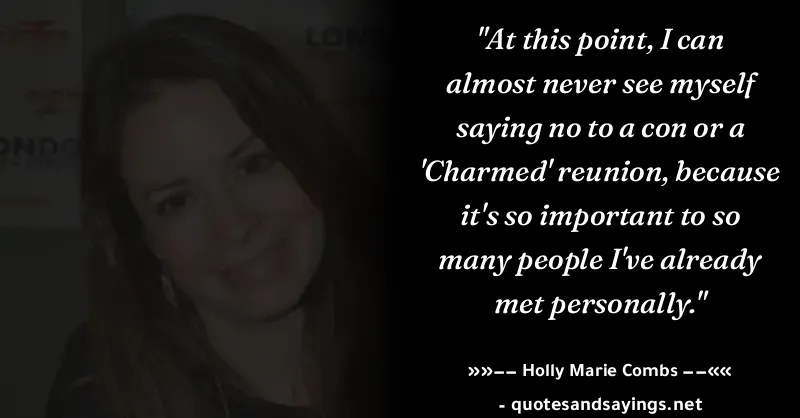 "At this point, I can
almost never see myself
saying no to a con or a
'Charmed' reunion, because
it's so important to so
many people I've already
met personally."
»»−− Holly Marie Combs −−««
- quotesandsayings.net